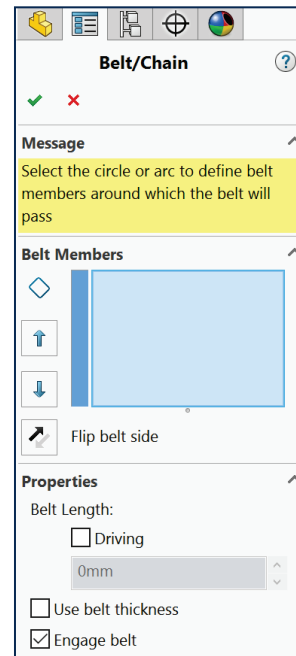 Belt/Chain
?
Message
Select the circle or arc to define belt
members around which the belt will
pass
Belt Members
Flip belt side
Properties
Belt Length:
Driving
0mm
Use belt thickness
Engage belt